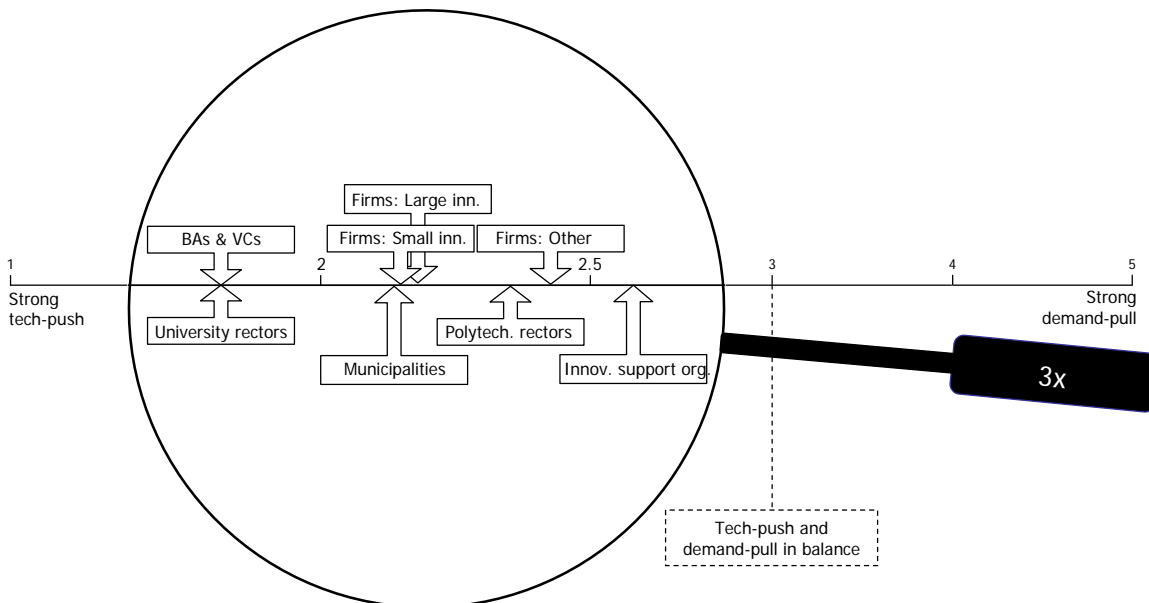 Firms: Large inn.
BAs & VCs
Firms: Small inn.
Firms: Other
1
2
2.5
3
4
5
Strong
tech-push
Strong
demand-pull
University rectors
Polytech. rectors
Municipalities
Innov. support org.
3x
Tech-push and
demand-pull in balance